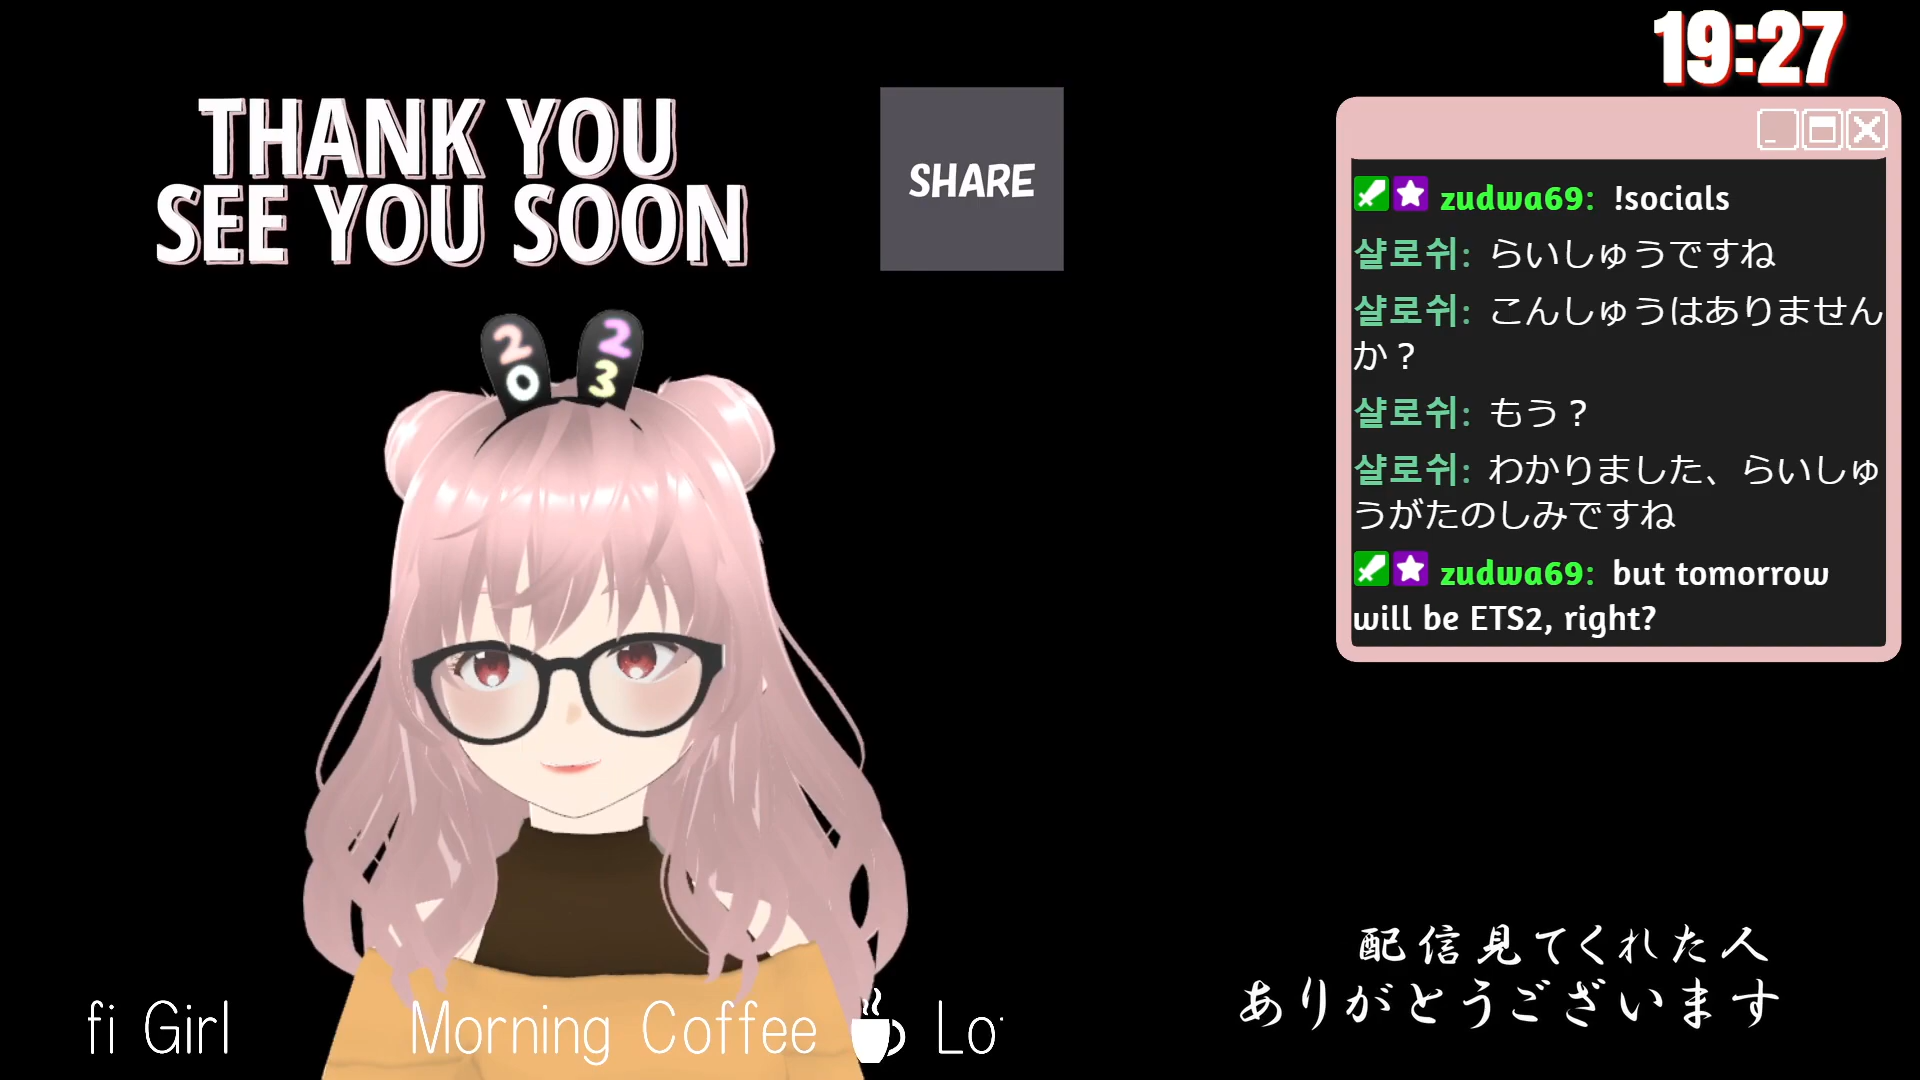 19:27
THANK YOU
SEE YOU SOON
SHARE
zudwa69: !socials
샬로쉬: らいしゅうですね
샬로쉬: こんしゅうはありません
か？
샬로쉬: もう？
샬로쉬: わかりました、らいしゅ
うがたのしみですね
zudwa69: but tomorrow
will be ETS2, right?
2 2
0 3
配信見てくれた人
ありがとうございます
fi Girl Morning Coffee ☕ Lo